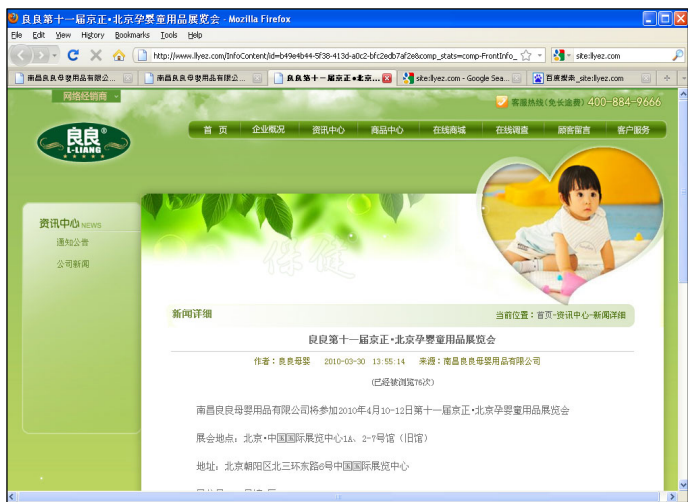 良良第十一届京正·北京孕婴童用品展览会 - Mozilla Firefox
File Edit View History Bookmarks Tools Help
http://www.llyez.com/InfoContent/id=b49e4b44-5f38-413d-a0c2-bfc2edb7af2e&comp_stats=comp-FrontInfo_
site:llyez.com
南昌良良母婴用品有限公...
南昌良良母婴用品有限公...
良良第十一届京正·北京...
site:llyez.com - Google Sea...
百度搜索_site:llyez.com
网络经销商
客服热线(免长途费) 400-884-9666
良良®
L-LIANG
首 页 企业概况 资讯中心 商品中心 在线商城 在线调查 顾客留言 客户服务
资讯中心 NEWS
通知公告
公司新闻
保健
新闻详细
当前位置：首页-资讯中心-新闻详细
良良第十一届京正·北京孕婴童用品展览会
作者：良良母婴 2010-03-30 13:55:14 来源：南昌良良母婴用品有限公司
(已经被浏览76次)
南昌良良母婴用品有限公司将参加2010年4月10-12日第十一届京正·北京孕婴童用品展览会
展会地点：北京·中国国际展览中心1A、2-7号馆（旧馆）
地址：北京朝阳区北三环东路6号中国国际展览中心